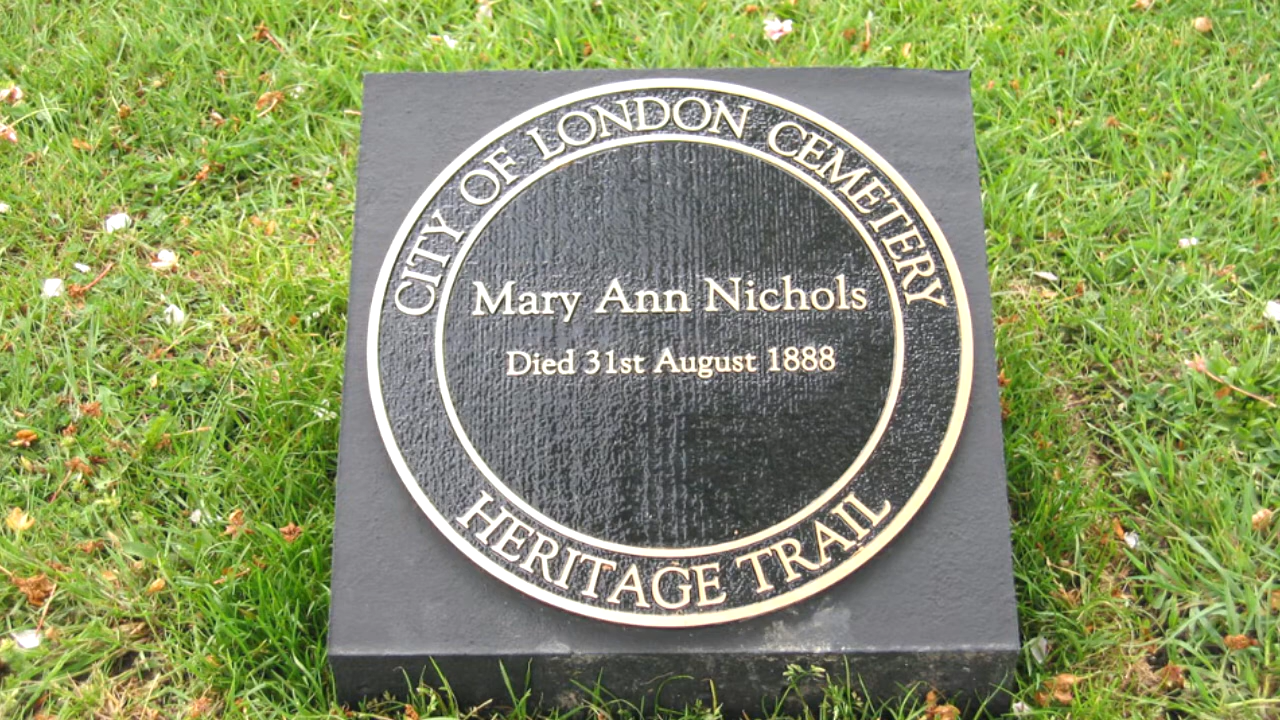 CITY OF LONDON CEMETERY
Mary Ann Nichols
Died 31st August 1888
HERITAGE TRAIL